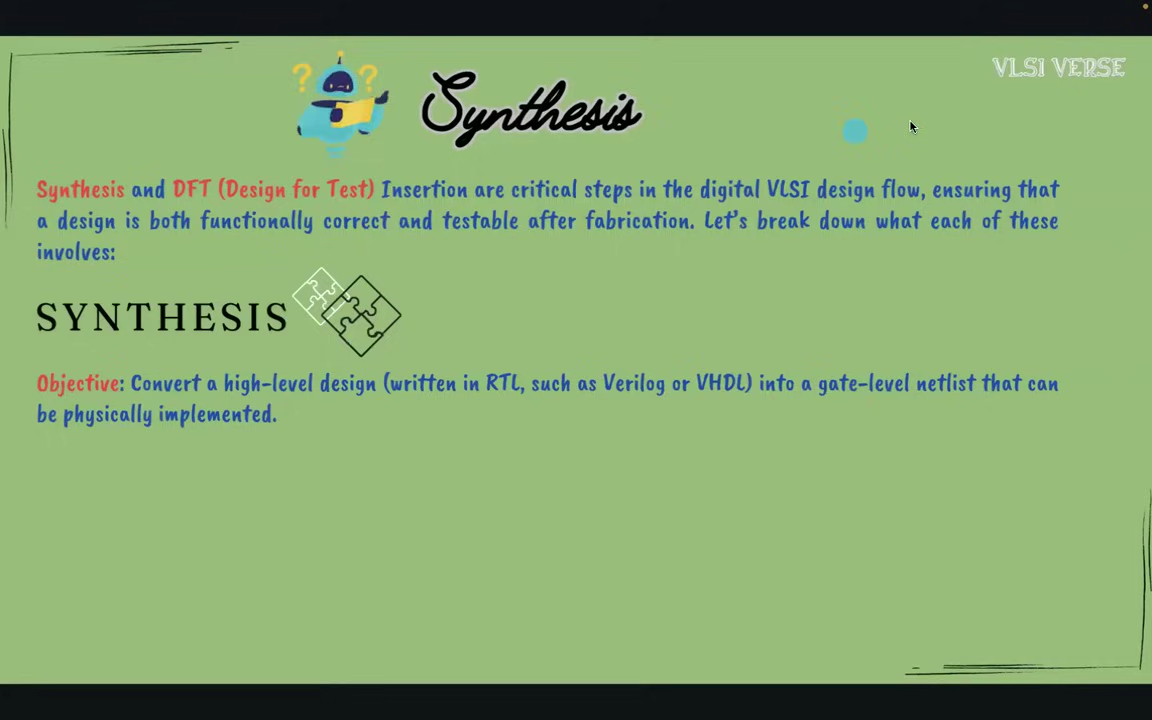 VLSI VERSE
? ?
Synthesis
Synthesis and DFT (Design for Test) Insertion are critical steps in the digital VLSI design flow, ensuring that
a design is both functionally correct and testable after fabrication. Let's break down what each of these
involves:
SYNTHESIS
Objective: Convert a high-level design (written in RTL, such as Verilog or VHDL) into a gate-level netlist that can
be physically implemented.